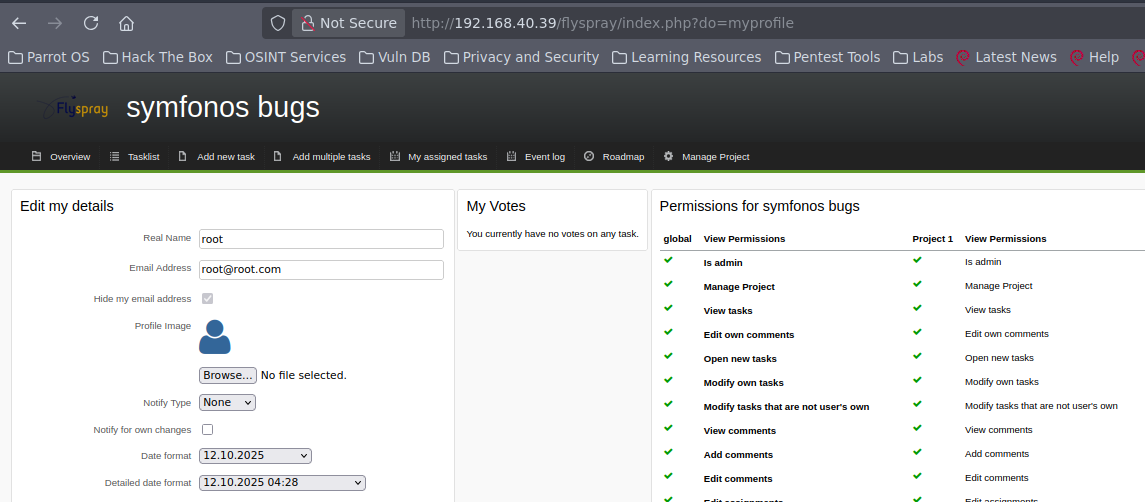 Not Secure http://192.168.40.39/flyspray/index.php?do=myprofile
Parrot OS Hack The Box OSINT Services Vuln DB Privacy and Security Learning Resources Pentest Tools Labs Latest News Help
Flyspray symfonos bugs
Overview Tasklist Add new task Add multiple tasks My assigned tasks Event log Roadmap Manage Project
Edit my details
Real Name root
Email Address root@root.com
Hide my email address
Profile Image
Browse... No file selected.
Notify Type None
Notify for own changes
Date format 12.10.2025
Detailed date format 12.10.2025 04:28
My Votes
You currently have no votes on any task.
Permissions for symfonos bugs
global View Permissions Project 1 View Permissions
Is admin Is admin
Manage Project Manage Project
View tasks View tasks
Edit own comments Edit own comments
Open new tasks Open new tasks
Modify own tasks Modify own tasks
Modify tasks that are not user's own Modify tasks that are not user's own
View comments View comments
Add comments Add comments
Edit comments Edit comments
Edit assignments Edit assignments